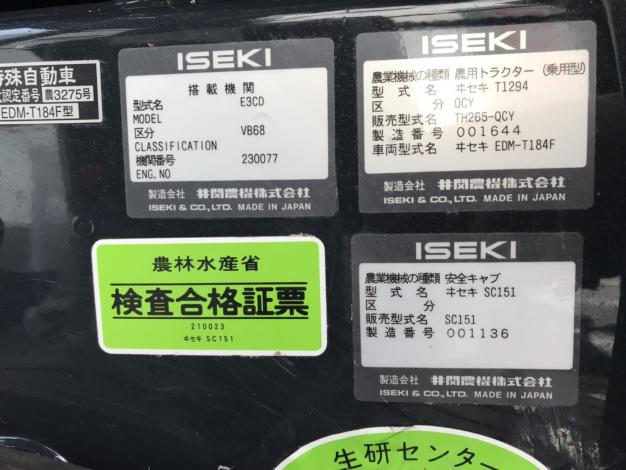 特殊自動車
認定番号 農3275号
EDM-T184F型
ISEKI
搭載機関
型式名 E3CD
MODEL
区分 VB68
CLASSIFICATION
機関番号 230077
ENG.NO
製造会社 井関農機株式会社
ISEKI & CO.,LTD. MADE IN JAPAN
ISEKI
農業機械の種類 農用トラクター (乗用型)
型式名 ヰセキ T1294
区分 QCY
販売型式名 TH265-QCY
製造番号 001644
車両型式名 ヰセキ EDM-T184F
製造会社 井関農機株式会社
ISEKI & CO.,LTD. MADE IN JAPAN
農林水産省
検査合格証票
210023
ヰセキ SC151
ISEKI
農業機械の種類 安全キャブ
型式名 ヰセキ SC151
区分
販売型式名 SC151
製造番号 001136
製造会社 井関農機株式会社
ISEKI & CO.,LTD. MADE IN JAPAN
生研センター